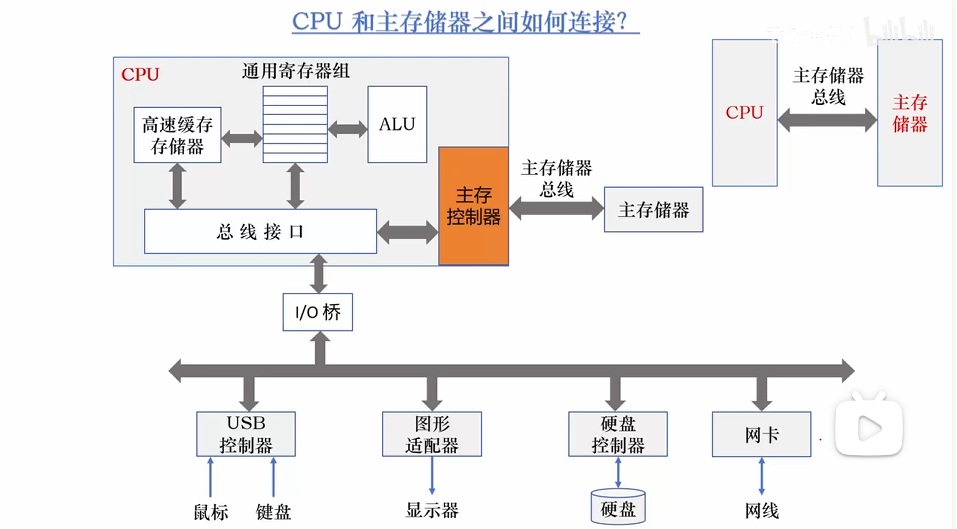 CPU 和主存储器之间如何连接？
CPU
通用寄存器组
高速缓存
存储器
ALU
主存
控制器
总线接口
主存储器
总线
主存储器
CPU
主存储器
总线
主存
储器
I/O 桥
USB
控制器
图形
适配器
硬盘
控制器
网卡
鼠标
键盘
显示器
硬盘
网线
bilibili